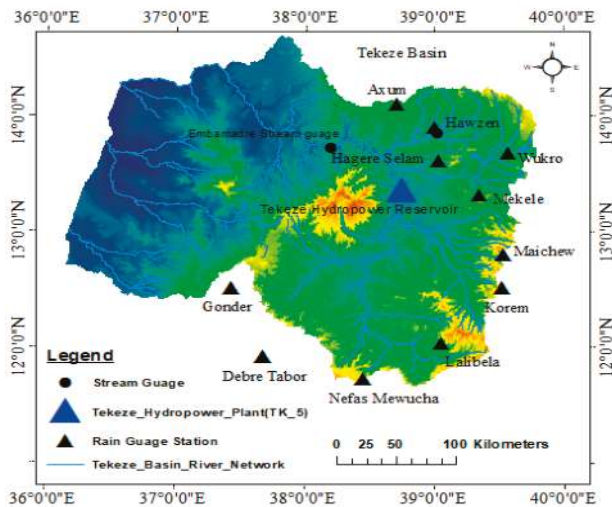 36°0'0"E 37°0'0"E 38°0'0"E 39°0'0"E 40°0'0"E
Tekeze Basin
N
W E
S
Axum
14°0'0"N
14°0'0"N
Hawzen
Embamadre Stream guage
Hagere Selam
Wukro
Mekele
Tekeze Hydropower Reservoir
13°0'0"N
13°0'0"N
Maichew
Korem
Gonder
12°0'0"N
12°0'0"N
Lalibela
Debre Tabor
Nefas Mewucha
Legend
Stream Guage
Tekeze_Hydropower_Plant(TK_5)
Rain Guage Station
Tekeze_Basin_River_Network
0 25 50 100 Kilometers
36°0'0"E 37°0'0"E 38°0'0"E 39°0'0"E 40°0'0"E